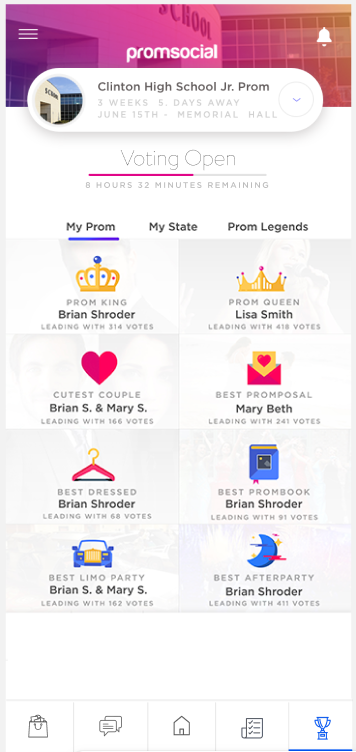 SCHOOL
promsocial
SCHOOL
Clinton High School Jr. Prom
3 WEEKS 5. DAYS AWAY
JUNE 15TH - MEMORIAL HALL
Voting Open
8 HOURS 32 MINUTES REMAINING
My Prom My State Prom Legends
PROM KING
Brian Shroder
LEADING WITH 314 VOTES
PROM QUEEN
Lisa Smith
LEADING WITH 418 VOTES
CUTEST COUPLE
Brian S. & Mary S.
LEADING WITH 166 VOTES
BEST PROMPOSAL
Mary Beth
LEADING WITH 241 VOTES
BEST DRESSED
Brian Shroder
LEADING WITH 68 VOTES
BEST PROMBOOK
Brian Shroder
LEADING WITH 91 VOTES
BEST LIMO PARTY
Brian S. & Mary S.
LEADING WITH 162 VOTES
BEST AFTERPARTY
Brian Shroder
LEADING WITH 411 VOTES